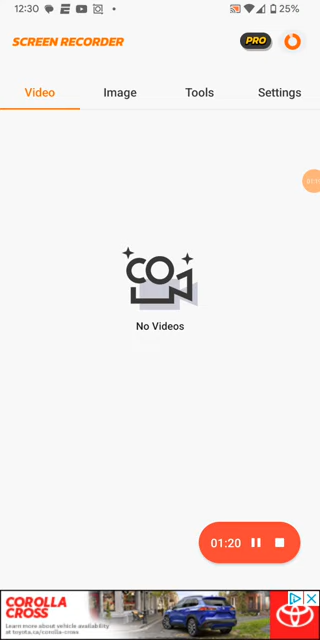 12:30
25%
SCREEN RECORDER
PRO
Video
Image
Tools
Settings
No Videos
01:20
COROLLA
CROSS
Learn more about vehicle availability
at toyota.ca/corolla-cross